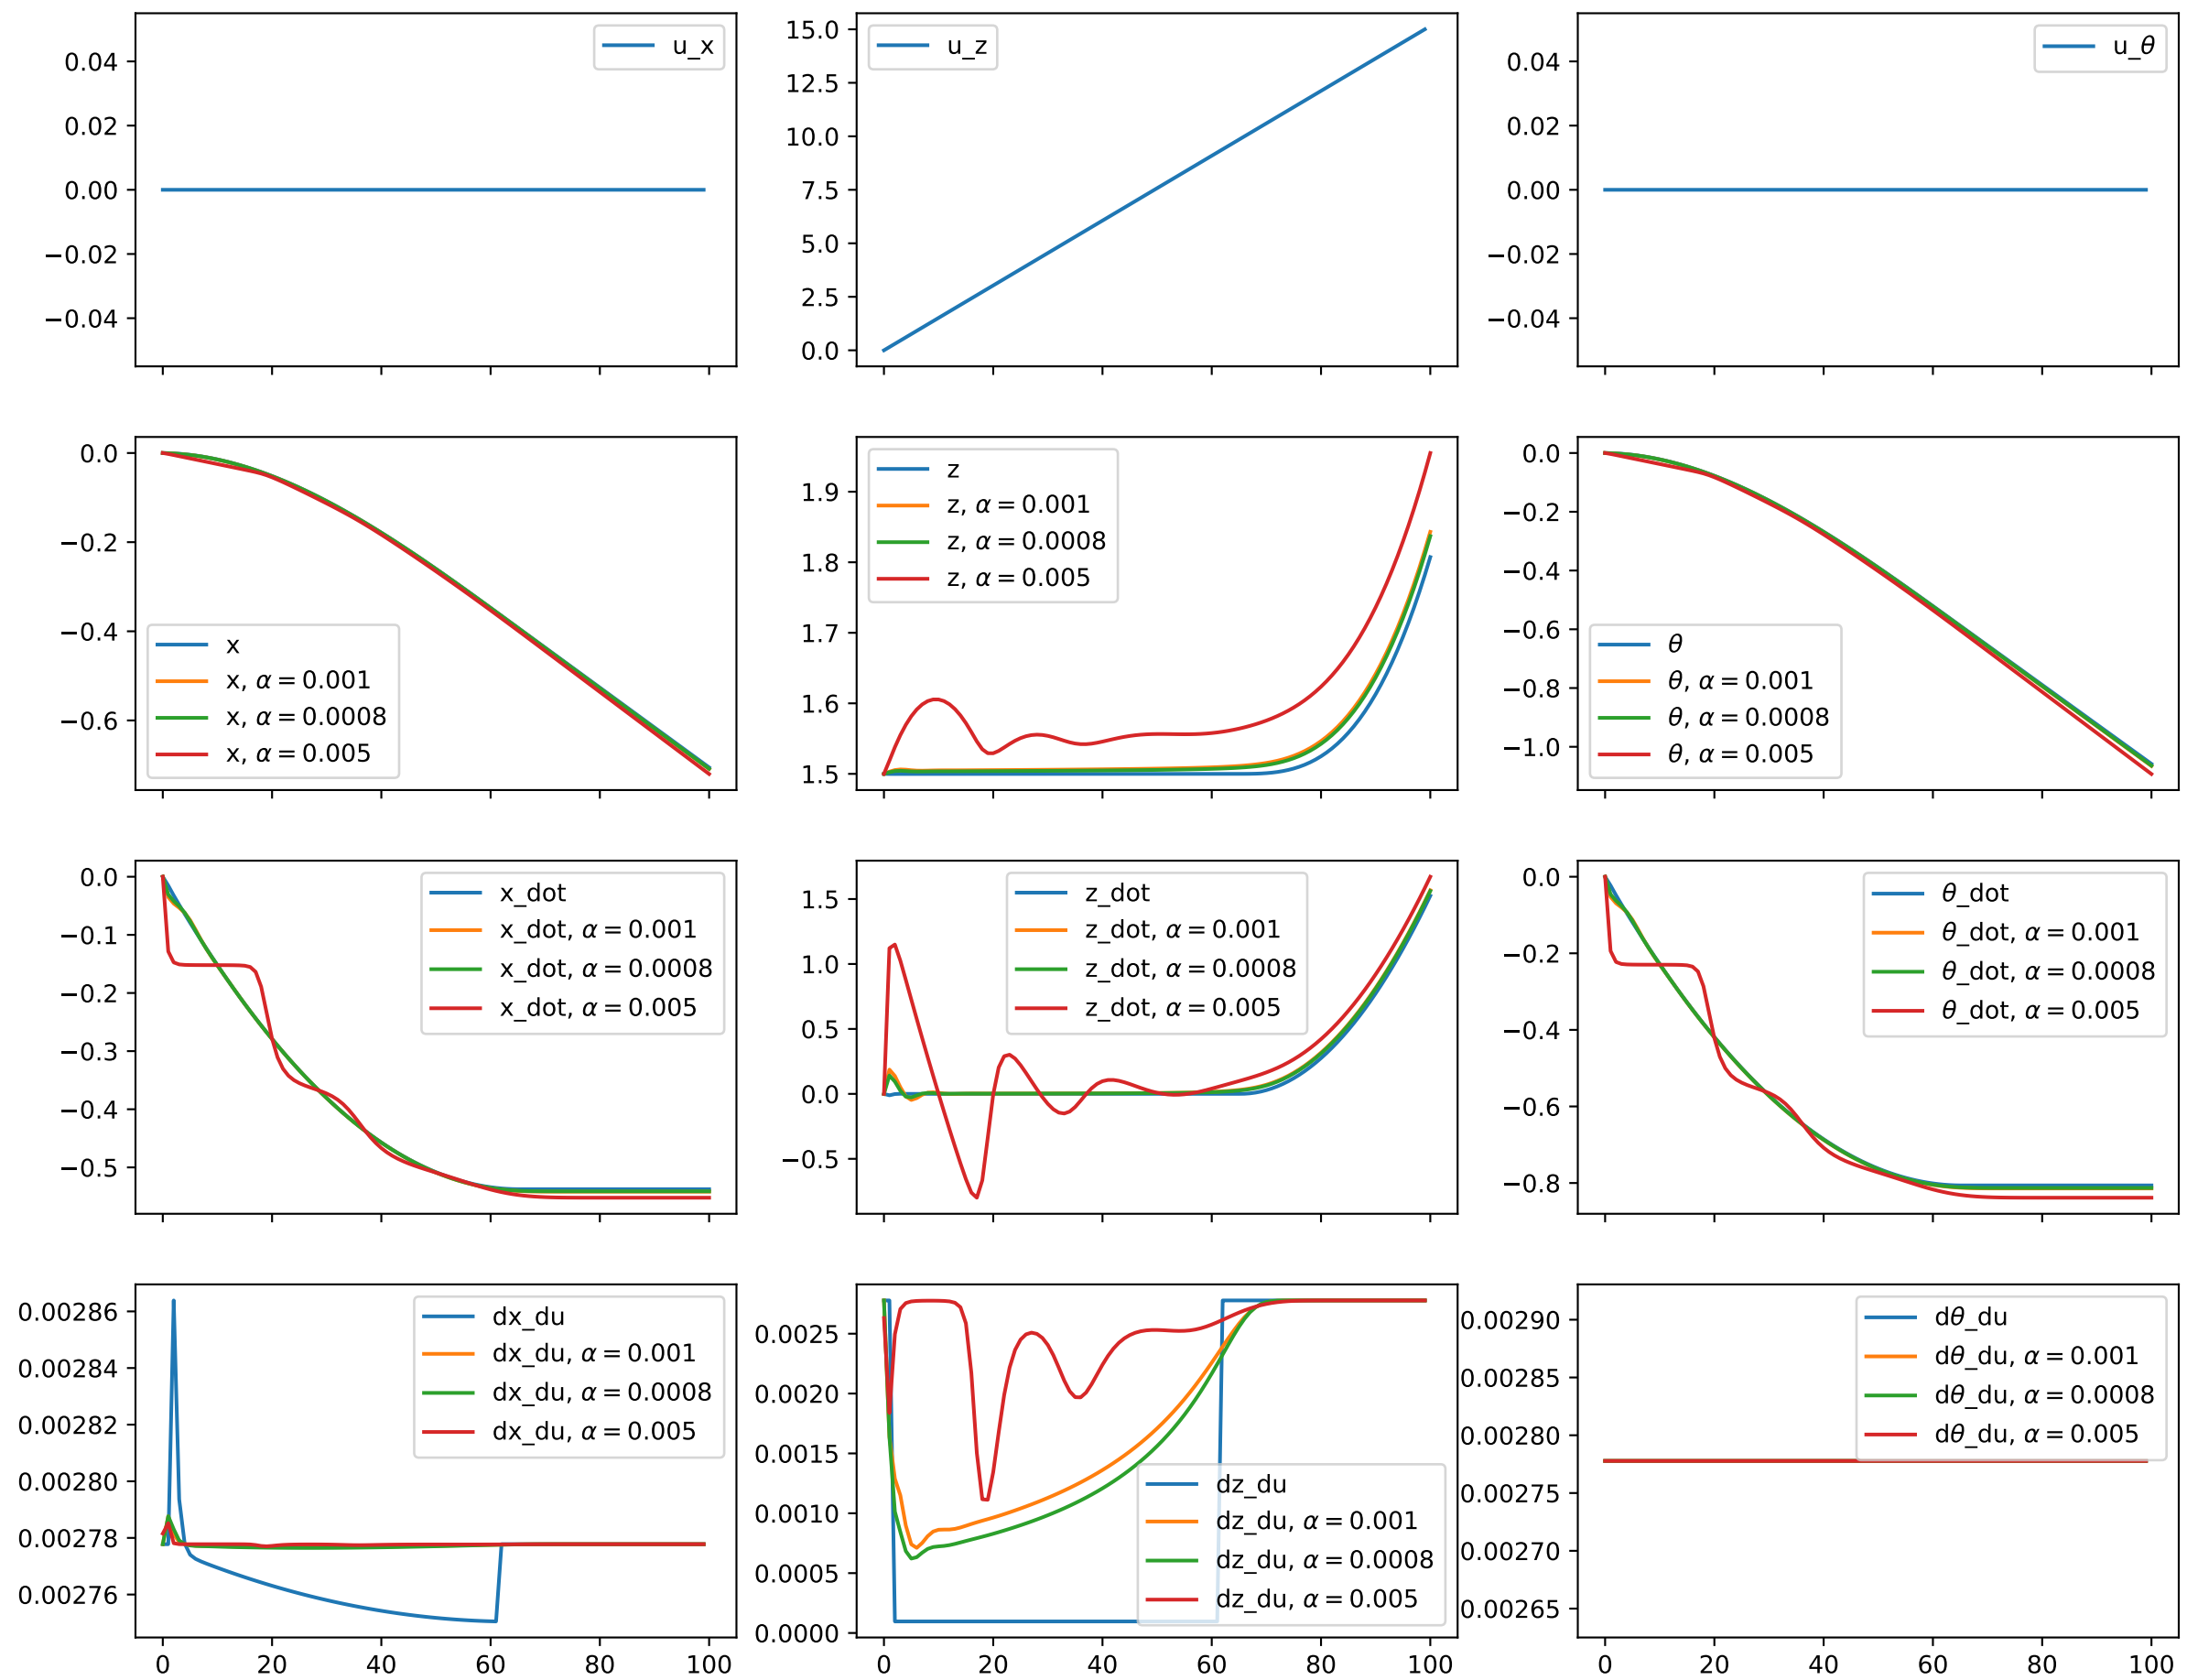 0.04
0.02
0.00
−0.02
−0.04
u_x
15.0
12.5
10.0
7.5
5.0
2.5
0.0
u_z
0.04
0.02
0.00
−0.02
−0.04
u_θ
0.0
−0.2
−0.4
−0.6
x
x, α = 0.001
x, α = 0.0008
x, α = 0.005
1.9
1.8
1.7
1.6
1.5
z
z, α = 0.001
z, α = 0.0008
z, α = 0.005
0.0
−0.2
−0.4
−0.6
−0.8
−1.0
θ
θ, α = 0.001
θ, α = 0.0008
θ, α = 0.005
0.0
−0.1
−0.2
−0.3
−0.4
−0.5
x_dot
x_dot, α = 0.001
x_dot, α = 0.0008
x_dot, α = 0.005
1.5
1.0
0.5
0.0
−0.5
z_dot
z_dot, α = 0.001
z_dot, α = 0.0008
z_dot, α = 0.005
0.0
−0.2
−0.4
−0.6
−0.8
θ_dot
θ_dot, α = 0.001
θ_dot, α = 0.0008
θ_dot, α = 0.005
0.00286
0.00284
0.00282
0.00280
0.00278
0.00276
dx_du
dx_du, α = 0.001
dx_du, α = 0.0008
dx_du, α = 0.005
0 20 40 60 80 100
0.0025
0.0020
0.0015
0.0010
0.0005
0.0000
dz_du
dz_du, α = 0.001
dz_du, α = 0.0008
dz_du, α = 0.005
0 20 40 60 80 100
0.00290
0.00285
0.00280
0.00275
0.00270
0.00265
dθ_du
dθ_du, α = 0.001
dθ_du, α = 0.0008
dθ_du, α = 0.005
0 20 40 60 80 100